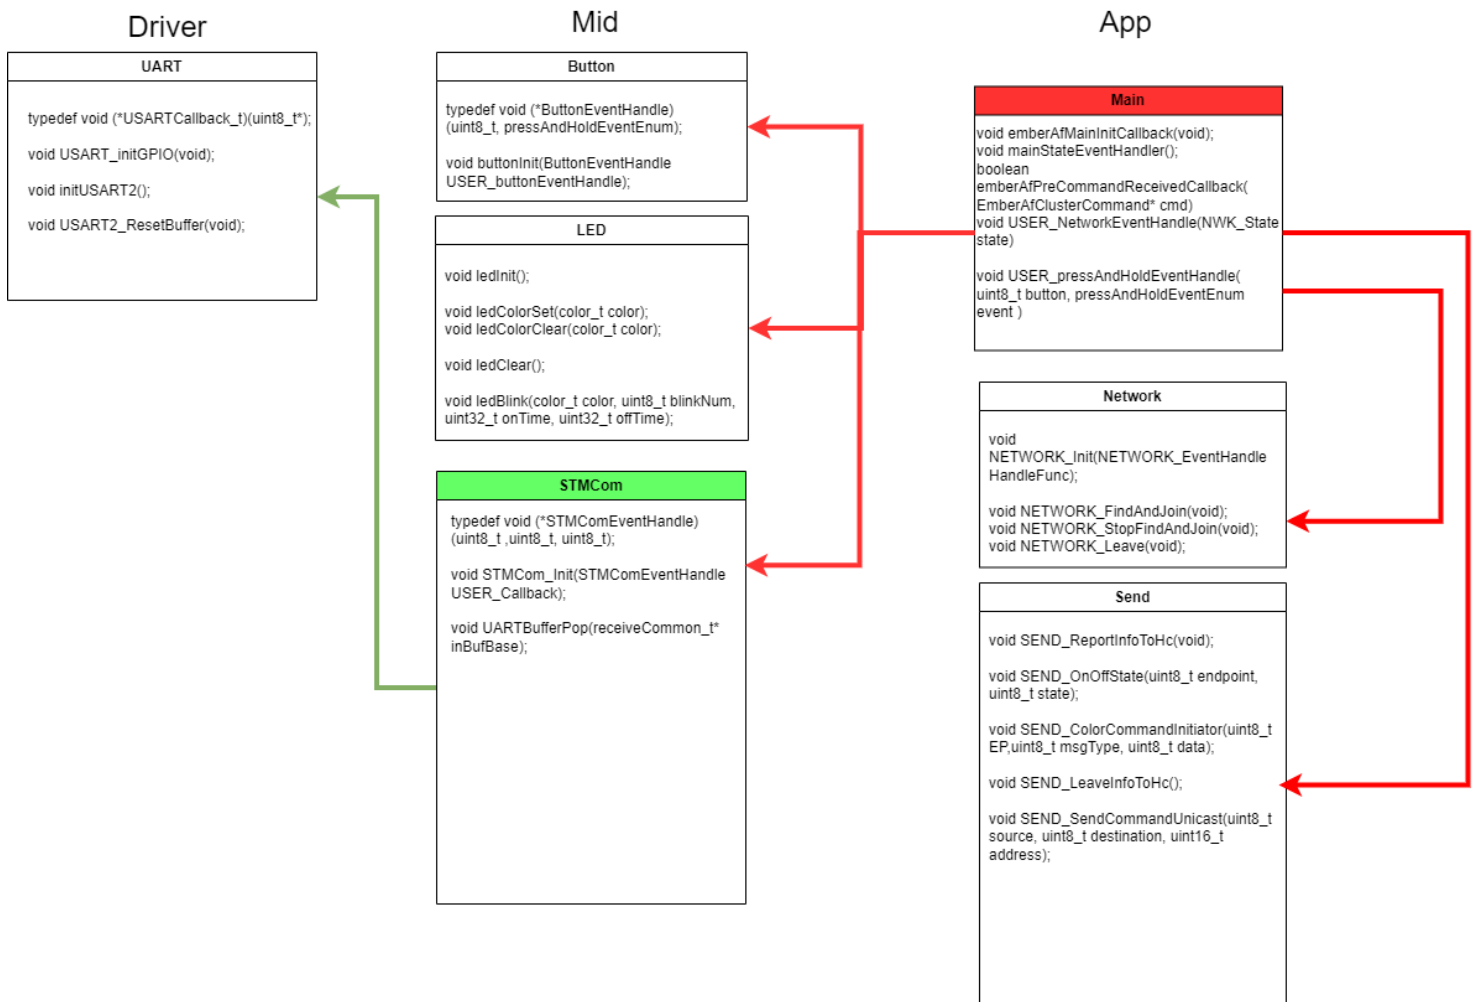 Driver
UART
typedef void (*USARTCallback_t)(uint8_t*);
void USART_initGPIO(void);
void initUSART2();
void USART2_ResetBuffer(void);
Mid
Button
typedef void (*ButtonEventHandle)
(uint8_t, pressAndHoldEventEnum);
void buttonInit(ButtonEventHandle
USER_buttonEventHandle);
LED
void ledInit();
void ledColorSet(color_t color);
void ledColorClear(color_t color);
void ledClear();
void ledBlink(color_t color, uint8_t blinkNum,
uint32_t onTime, uint32_t offTime);
STMCom
typedef void (*STMComEventHandle)
(uint8_t ,uint8_t, uint8_t);
void STMCom_Init(STMComEventHandle
USER_Callback);
void UARTBufferPop(receiveCommon_t*
inBufBase);
App
Main
void emberAfMainInitCallback(void);
void mainStateEventHandler();
boolean
emberAfPreCommandReceivedCallback(
EmberAfClusterCommand* cmd)
void USER_NetworkEventHandle(NWK_State
state)
void USER_pressAndHoldEventHandle(
uint8_t button, pressAndHoldEventEnum
event )
Network
void
NETWORK_Init(NETWORK_EventHandle
HandleFunc);
void NETWORK_FindAndJoin(void);
void NETWORK_StopFindAndJoin(void);
void NETWORK_Leave(void);
Send
void SEND_ReportInfoToHc(void);
void SEND_OnOffState(uint8_t endpoint,
uint8_t state);
void SEND_ColorCommandInitiator(uint8_t
EP,uint8_t msgType, uint8_t data);
void SEND_LeaveInfoToHc();
void SEND_SendCommandUnicast(uint8_t
source, uint8_t destination, uint16_t
address);